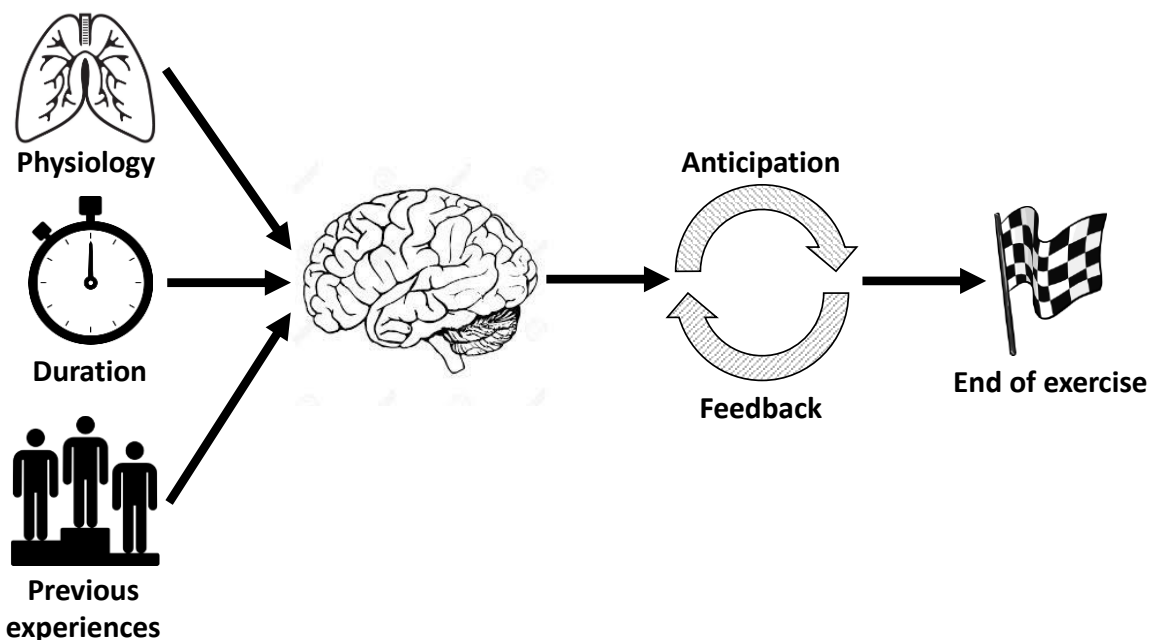 Physiology
Duration
Previous
experiences
Anticipation
Feedback
End of exercise